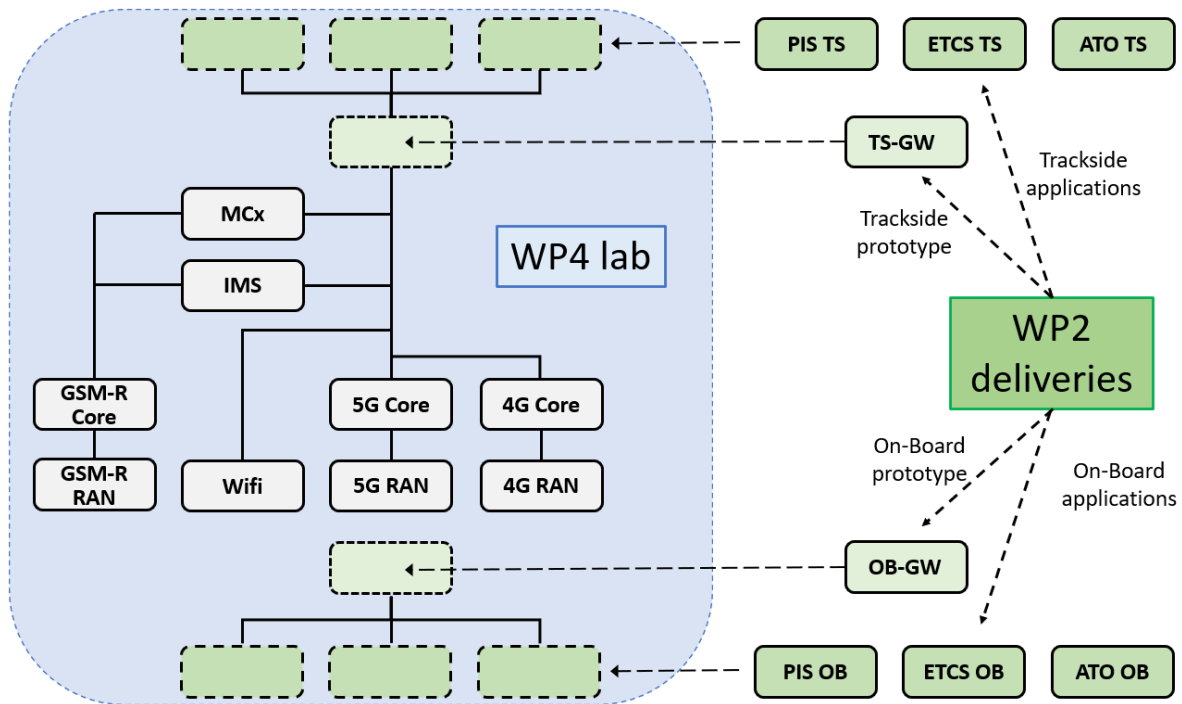 PIS TS
ETCS TS
ATO TS
TS-GW
Trackside
applications
Trackside
prototype
MCx
IMS
WP4 lab
WP2
deliveries
GSM-R
Core
5G Core
4G Core
GSM-R
RAN
Wifi
5G RAN
4G RAN
On-Board
prototype
On-Board
applications
OB-GW
PIS OB
ETCS OB
ATO OB